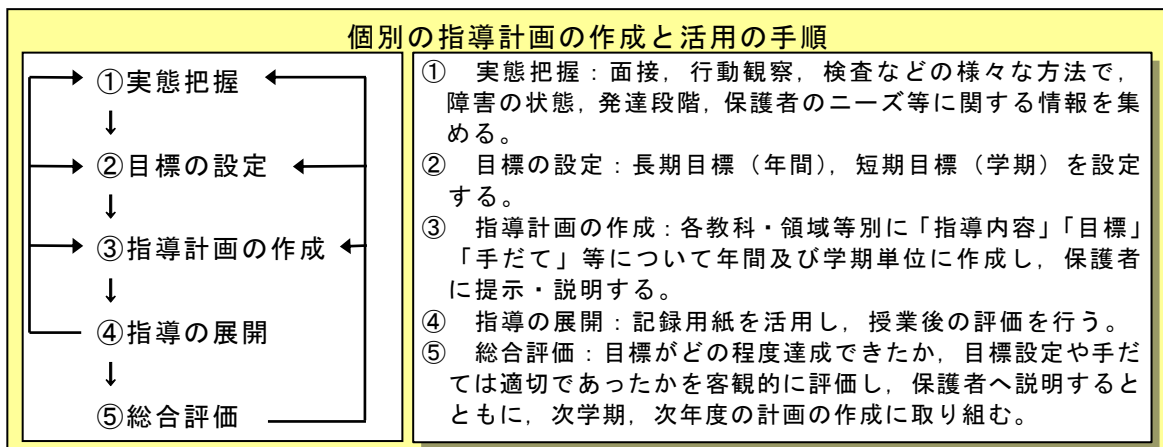 個別の指導計画の作成と活用の手順
①実態把握
↓
②目標の設定
↓
③指導計画の作成
↓
④指導の展開
↓
⑤総合評価
① 実態把握：面接，行動観察，検査などの様々な方法で，
障害の状態，発達段階，保護者のニーズ等に関する情報を集
める。
② 目標の設定：長期目標（年間），短期目標（学期）を設定
する。
③ 指導計画の作成：各教科・領域等別に「指導内容」「目標」
「手だて」等について年間及び学期単位に作成し，保護者
に提示・説明する。
④ 指導の展開：記録用紙を活用し，授業後の評価を行う。
⑤ 総合評価：目標がどの程度達成できたか，目標設定や手だ
ては適切であったかを客観的に評価し，保護者へ説明すると
ともに，次学期，次年度の計画の作成に取り組む。